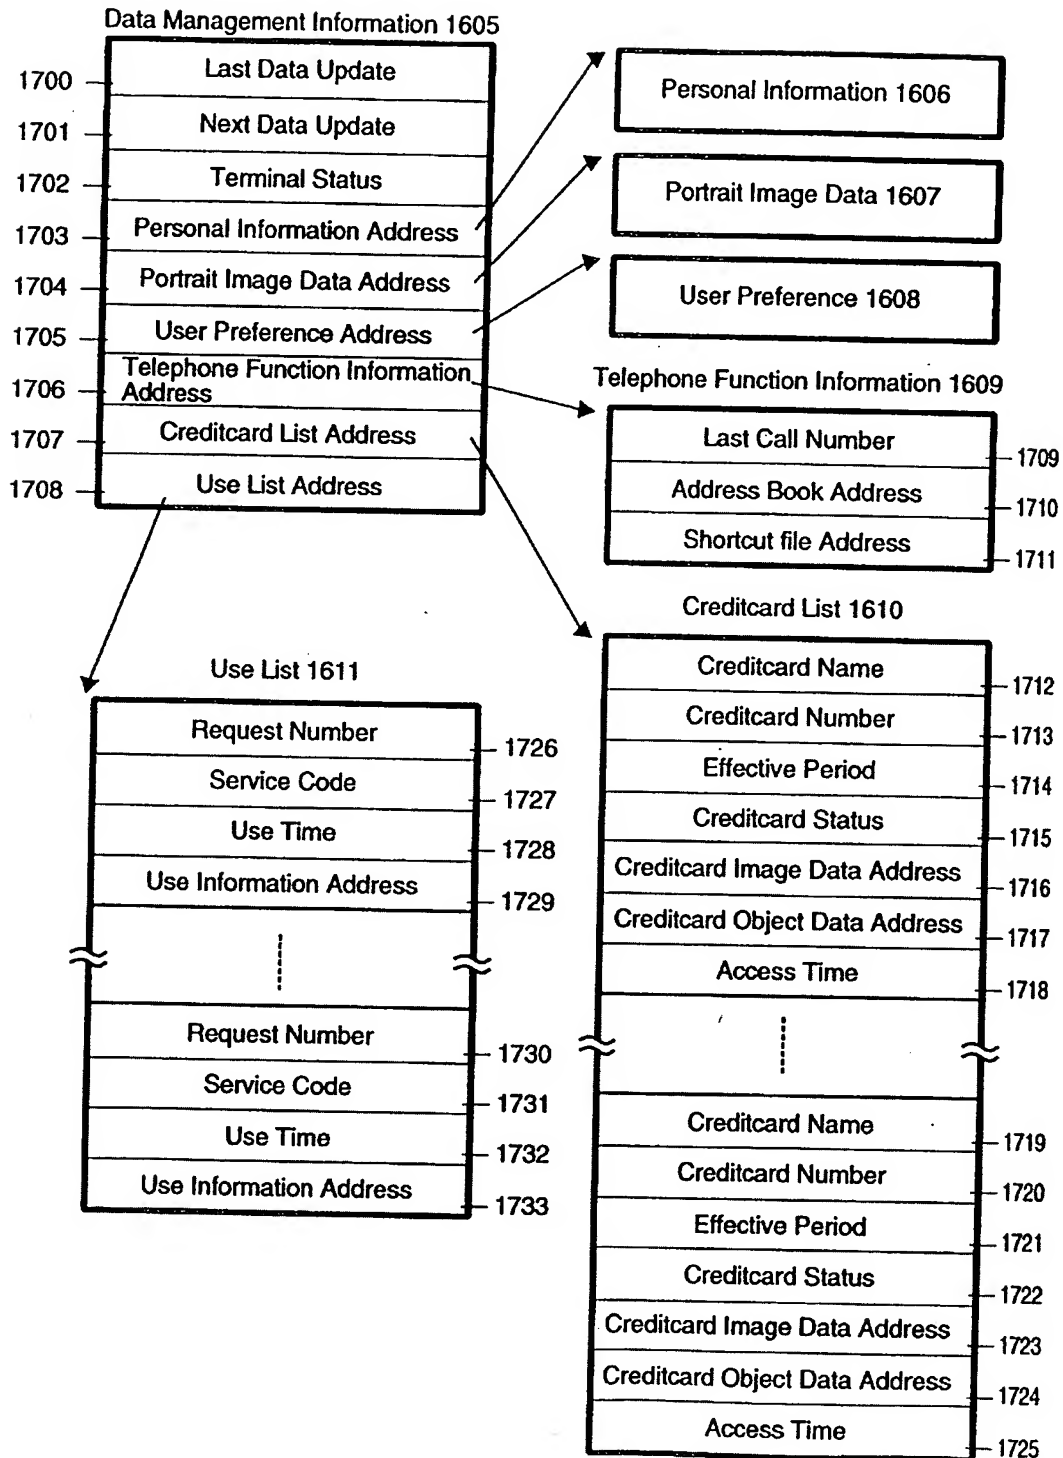 Data Management Information 1605
1700
Last Data Update
1701
Next Data Update
1702
Terminal Status
1703
Personal Information Address
1704
Portrait Image Data Address
1705
User Preference Address
1706
Telephone Function Information
Address
1707
Creditcard List Address
1708
Use List Address
Personal Information 1606
Portrait Image Data 1607
User Preference 1608
Telephone Function Information 1609
Last Call Number
1709
Address Book Address
1710
Shortcut file Address
1711
Creditcard List 1610
Creditcard Name
1712
Creditcard Number
1713
Effective Period
1714
Creditcard Status
1715
Creditcard Image Data Address
1716
Creditcard Object Data Address
1717
Access Time
1718
Creditcard Name
1719
Creditcard Number
1720
Effective Period
1721
Creditcard Status
1722
Creditcard Image Data Address
1723
Creditcard Object Data Address
1724
Access Time
1725
Use List 1611
Request Number
1726
Service Code
1727
Use Time
1728
Use Information Address
1729
Request Number
1730
Service Code
1731
Use Time
1732
Use Information Address
1733